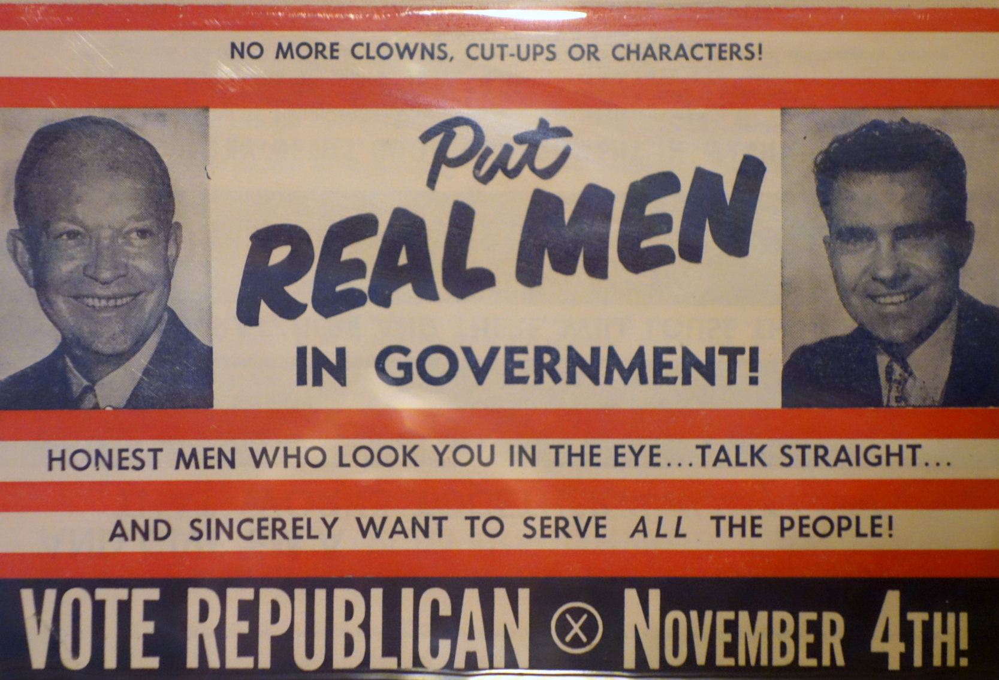 NO MORE CLOWNS, CUT-UPS OR CHARACTERS!
Put
REAL MEN
IN GOVERNMENT!
HONEST MEN WHO LOOK YOU IN THE EYE...TALK STRAIGHT...
AND SINCERELY WANT TO SERVE ALL THE PEOPLE!
VOTE REPUBLICAN X NOVEMBER 4TH!